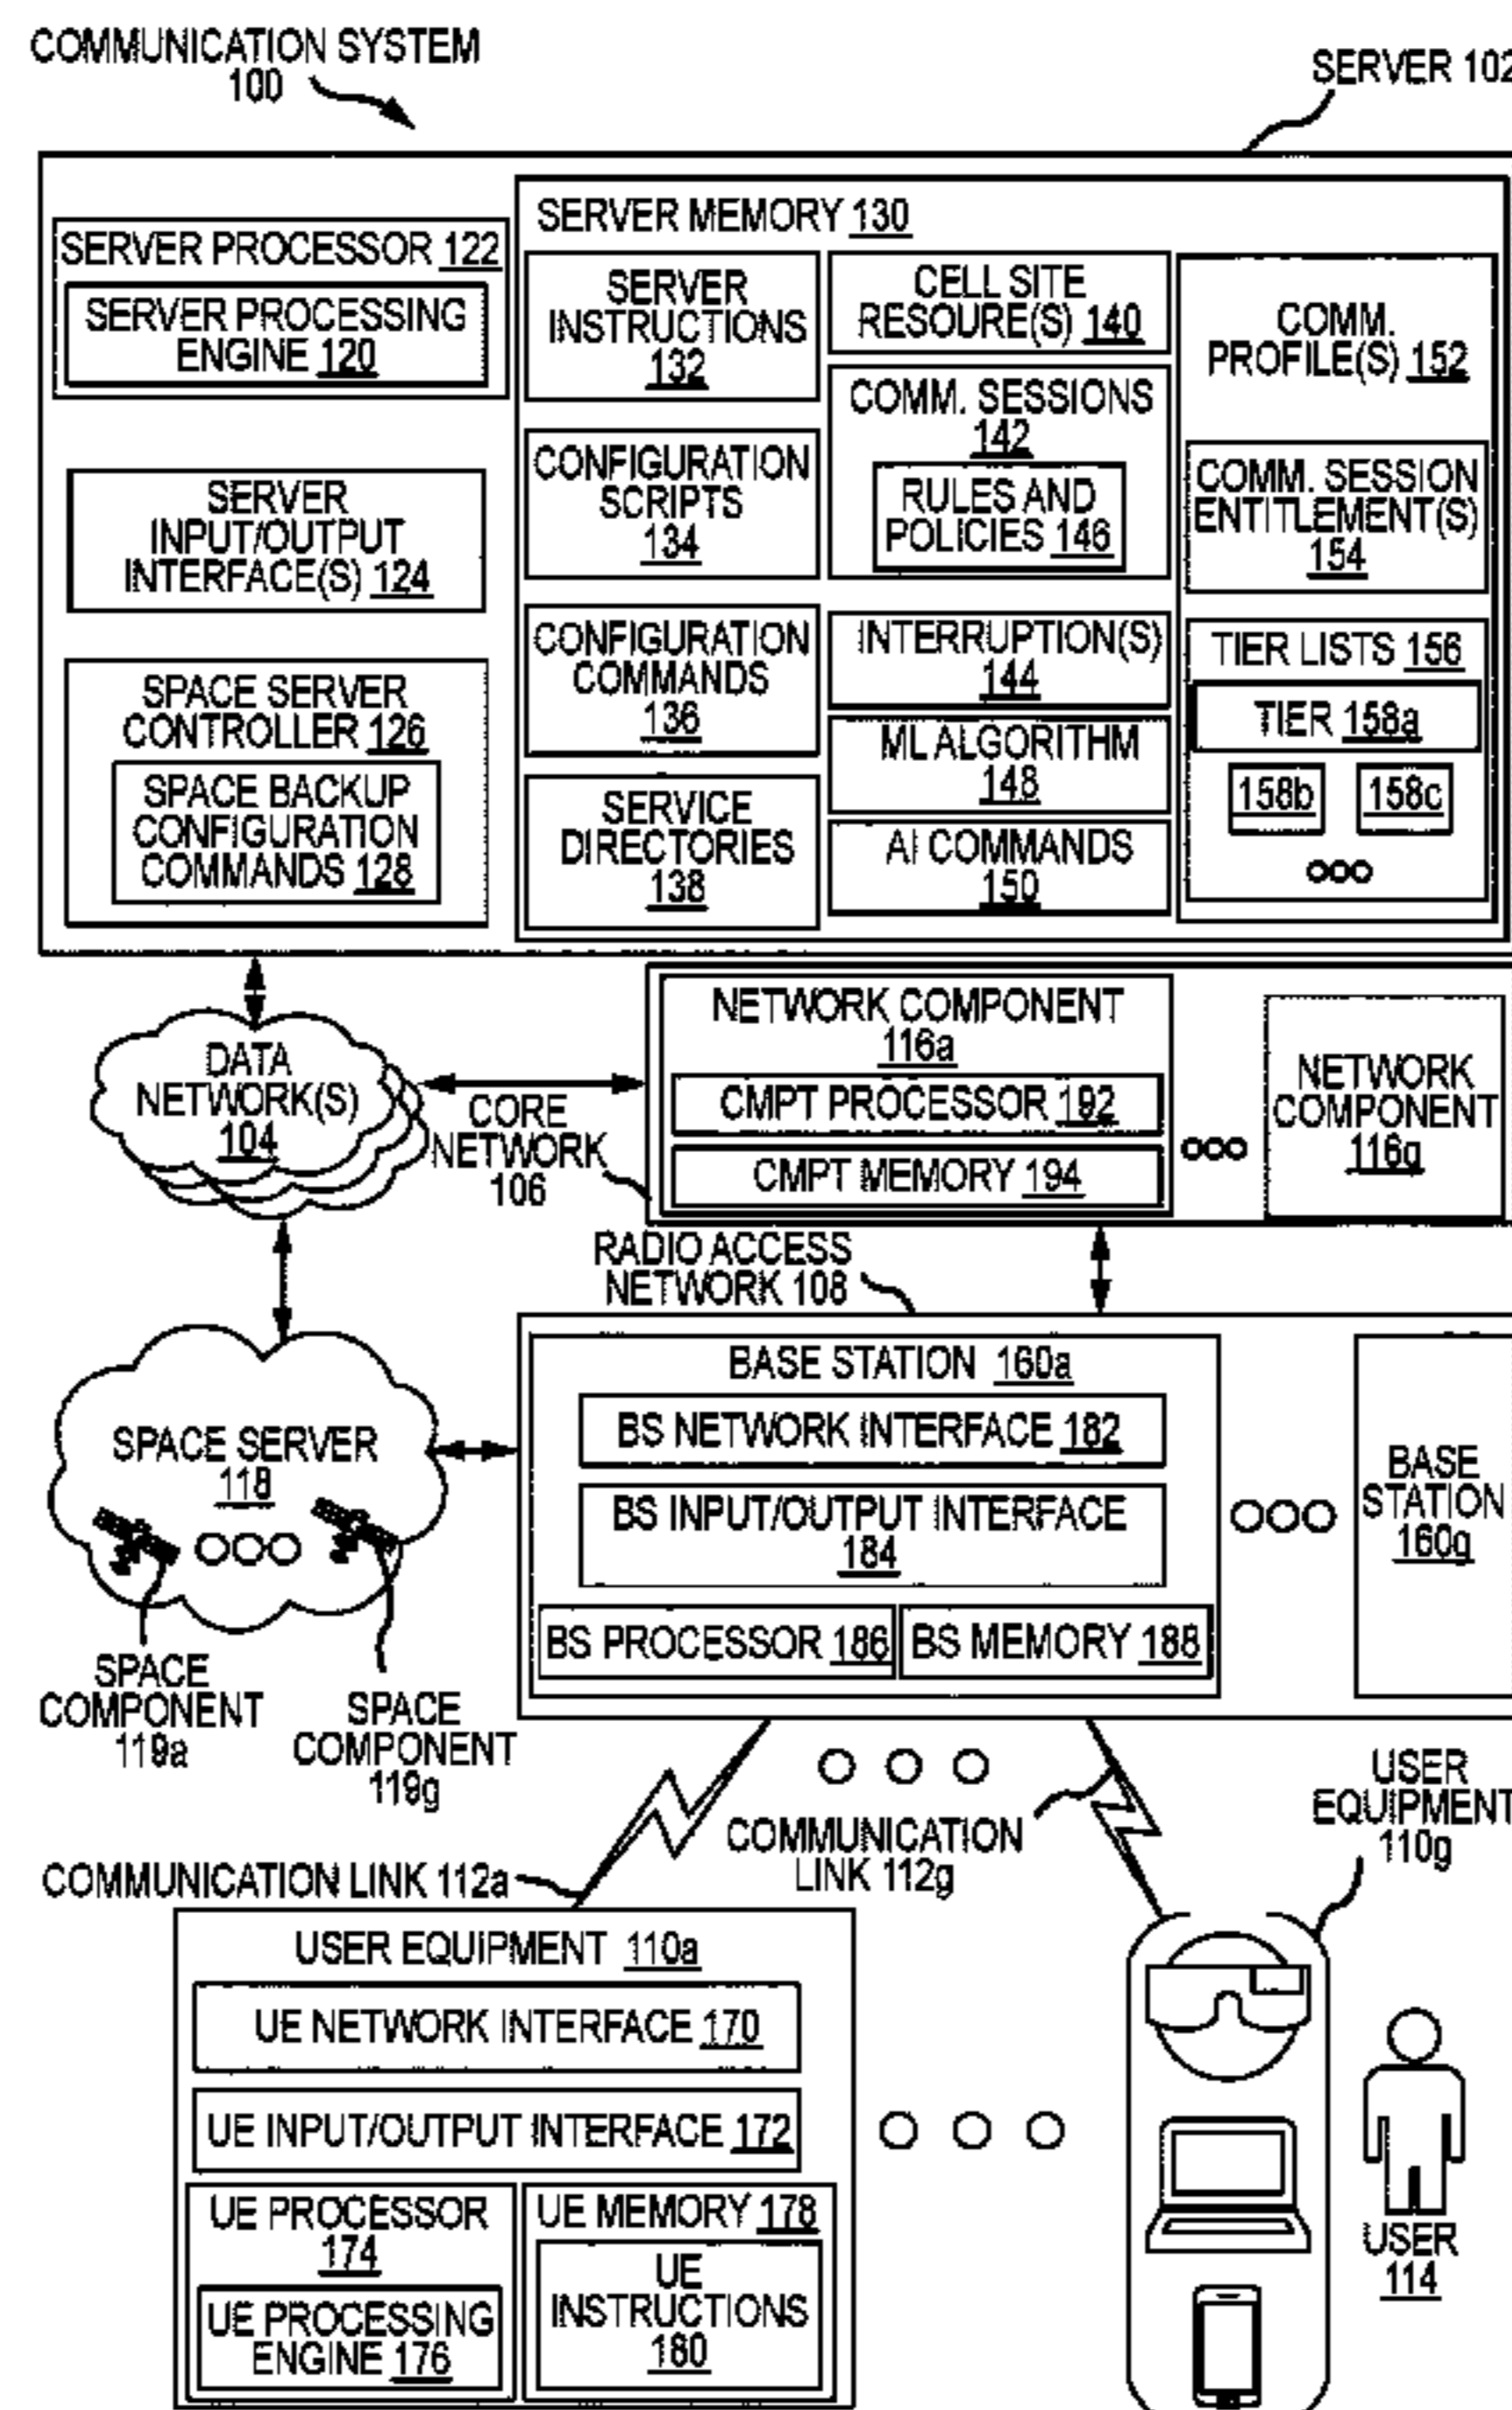 COMMUNICATION SYSTEM
100
SERVER 102
SERVER PROCESSOR 122
SERVER PROCESSING
ENGINE 120
SERVER
INPUT/OUTPUT
INTERFACE(S) 124
SPACE SERVER
CONTROLLER 126
SPACE BACKUP
CONFIGURATION
COMMANDS 128
SERVER MEMORY 130
SERVER
INSTRUCTIONS
132
CONFIGURATION
SCRIPTS
134
CONFIGURATION
COMMANDS
136
SERVICE
DIRECTORIES
138
CELL SITE
RESOURE(S) 140
COMM. SESSIONS
142
RULES AND
POLICIES 146
INTERRUPTION(S)
144
ML ALGORITHM
148
AI COMMANDS
150
COMM.
PROFILE(S) 152
COMM. SESSION
ENTITLEMENT(S)
154
TIER LISTS 156
TIER 158a
158b
158c
DATA
NETWORK(S)
104
CORE
NETWORK
106
NETWORK COMPONENT
116a
CMPT PROCESSOR 192
CMPT MEMORY 194
NETWORK
COMPONENT
116g
RADIO ACCESS
NETWORK 108
SPACE SERVER
118
SPACE
COMPONENT
119a
SPACE
COMPONENT
119g
BASE STATION 160a
BS NETWORK INTERFACE 182
BS INPUT/OUTPUT INTERFACE
184
BS PROCESSOR 186
BS MEMORY 188
BASE
STATION
160g
COMMUNICATION LINK 112a
COMMUNICATION
LINK 112g
USER
EQUIPMENT
110g
USER EQUIPMENT 110a
UE NETWORK INTERFACE 170
UE INPUT/OUTPUT INTERFACE 172
UE PROCESSOR
174
UE PROCESSING
ENGINE 176
UE MEMORY 178
UE
INSTRUCTIONS
180
USER
114